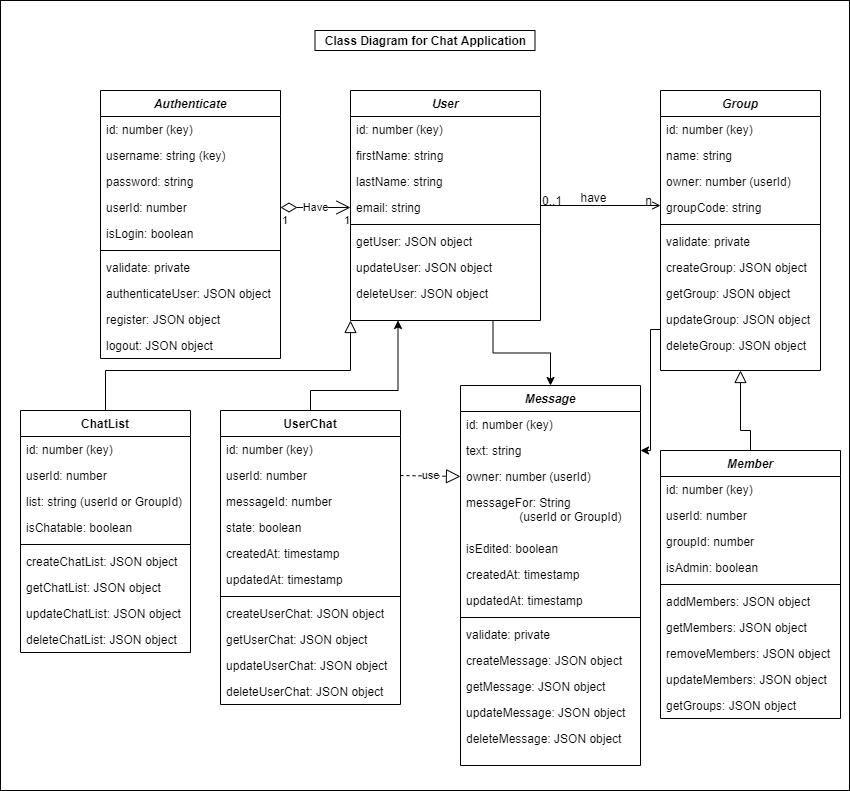 Class Diagram for Chat Application
Authenticate
id: number (key)
username: string (key)
password: string
userId: number
isLogin: boolean
validate: private
authenticateUser: JSON object
register: JSON object
logout: JSON object
Have
1
1
User
id: number (key)
firstName: string
lastName: string
email: string
getUser: JSON object
updateUser: JSON object
deleteUser: JSON object
0..1
have
n
Group
id: number (key)
name: string
owner: number (userId)
groupCode: string
validate: private
createGroup: JSON object
getGroup: JSON object
updateGroup: JSON object
deleteGroup: JSON object
ChatList
id: number (key)
userId: number
list: string (userId or GroupId)
isChatable: boolean
createChatList: JSON object
getChatList: JSON object
updateChatList: JSON object
deleteChatList: JSON object
UserChat
id: number (key)
userId: number
messageId: number
state: boolean
createdAt: timestamp
updatedAt: timestamp
createUserChat: JSON object
getUserChat: JSON object
updateUserChat: JSON object
deleteUserChat: JSON object
use
Message
id: number (key)
text: string
owner: number (userId)
messageFor: String
(userId or GroupId)
isEdited: boolean
createdAt: timestamp
updatedAt: timestamp
validate: private
createMessage: JSON object
getMessage: JSON object
updateMessage: JSON object
deleteMessage: JSON object
Member
id: number (key)
userId: number
groupId: number
isAdmin: boolean
addMembers: JSON object
getMembers: JSON object
removeMembers: JSON object
updateMembers: JSON object
getGroups: JSON object